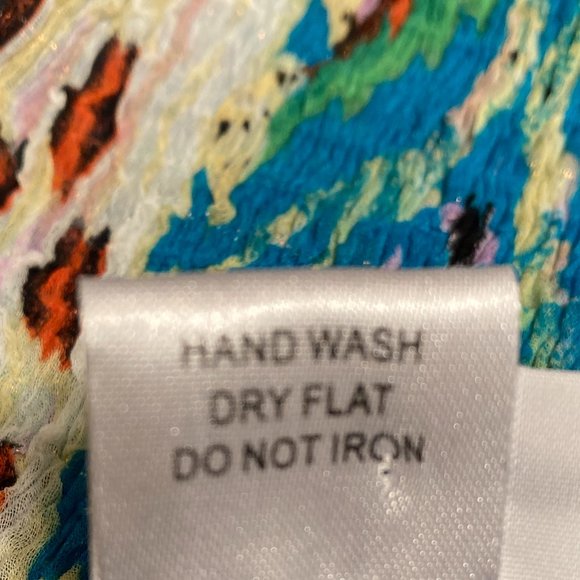 HAND WASH
DRY FLAT
DO NOT IRON